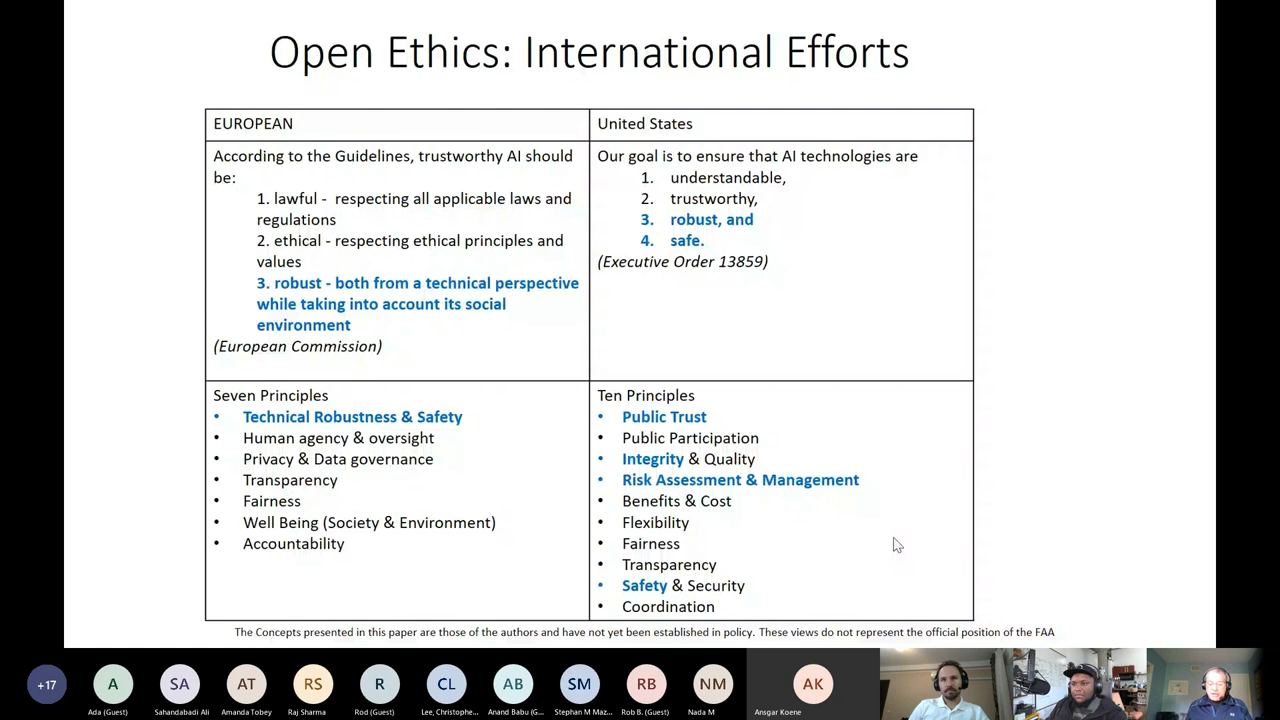 Open Ethics: International Efforts
EUROPEAN
According to the Guidelines, trustworthy AI should
be:
1. lawful - respecting all applicable laws and
regulations
2. ethical - respecting ethical principles and
values
3. robust - both from a technical perspective
while taking into account its social
environment
(European Commission)
United States
Our goal is to ensure that AI technologies are
1. understandable,
2. trustworthy,
3. robust, and
4. safe.
(Executive Order 13859)
Seven Principles
• Technical Robustness & Safety
• Human agency & oversight
• Privacy & Data governance
• Transparency
• Fairness
• Well Being (Society & Environment)
• Accountability
Ten Principles
• Public Trust
• Public Participation
• Integrity & Quality
• Risk Assessment & Management
• Benefits & Cost
• Flexibility
• Fairness
• Transparency
• Safety & Security
• Coordination
The Concepts presented in this paper are those of the authors and have not yet been established in policy. These views do not represent the official position of the FAA
+17
A
SA
AT
RS
R
CL
AB
SM
RB
NM
AK
Ada (Guest)
Sahandabadi Ali
Amanda Tobey
Raj Sharma
Rod (Guest)
Lee, Christophe...
Anand Babu (G...
Stephan M Maz...
Rob B. (Guest)
Nada M
Ansgar Koene